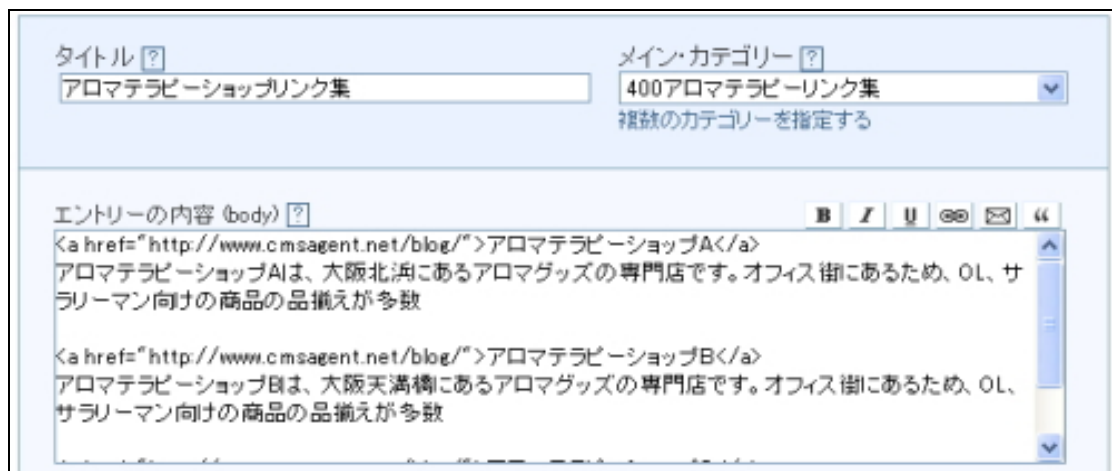 タイトル ?
メイン・カテゴリー ?
アロマテラピーショップリンク集
400アロマテラピーリンク集
複数のカテゴリーを指定する
エントリーの内容 (body) ?
B I U
<a href="http://www.cmsagent.net/blog/">アロマテラピーショップA</a>
アロマテラピーショップAは、大阪北浜にあるアロマグッズの専門店です。オフィス街にあるため、OL、サ
ラリーマン向けの商品の品揃えが多数
<a href="http://www.cmsagent.net/blog/">アロマテラピーショップB</a>
アロマテラピーショップBは、大阪天満橋にあるアロマグッズの専門店です。オフィス街にあるため、OL、
サラリーマン向けの商品の品揃えが多数